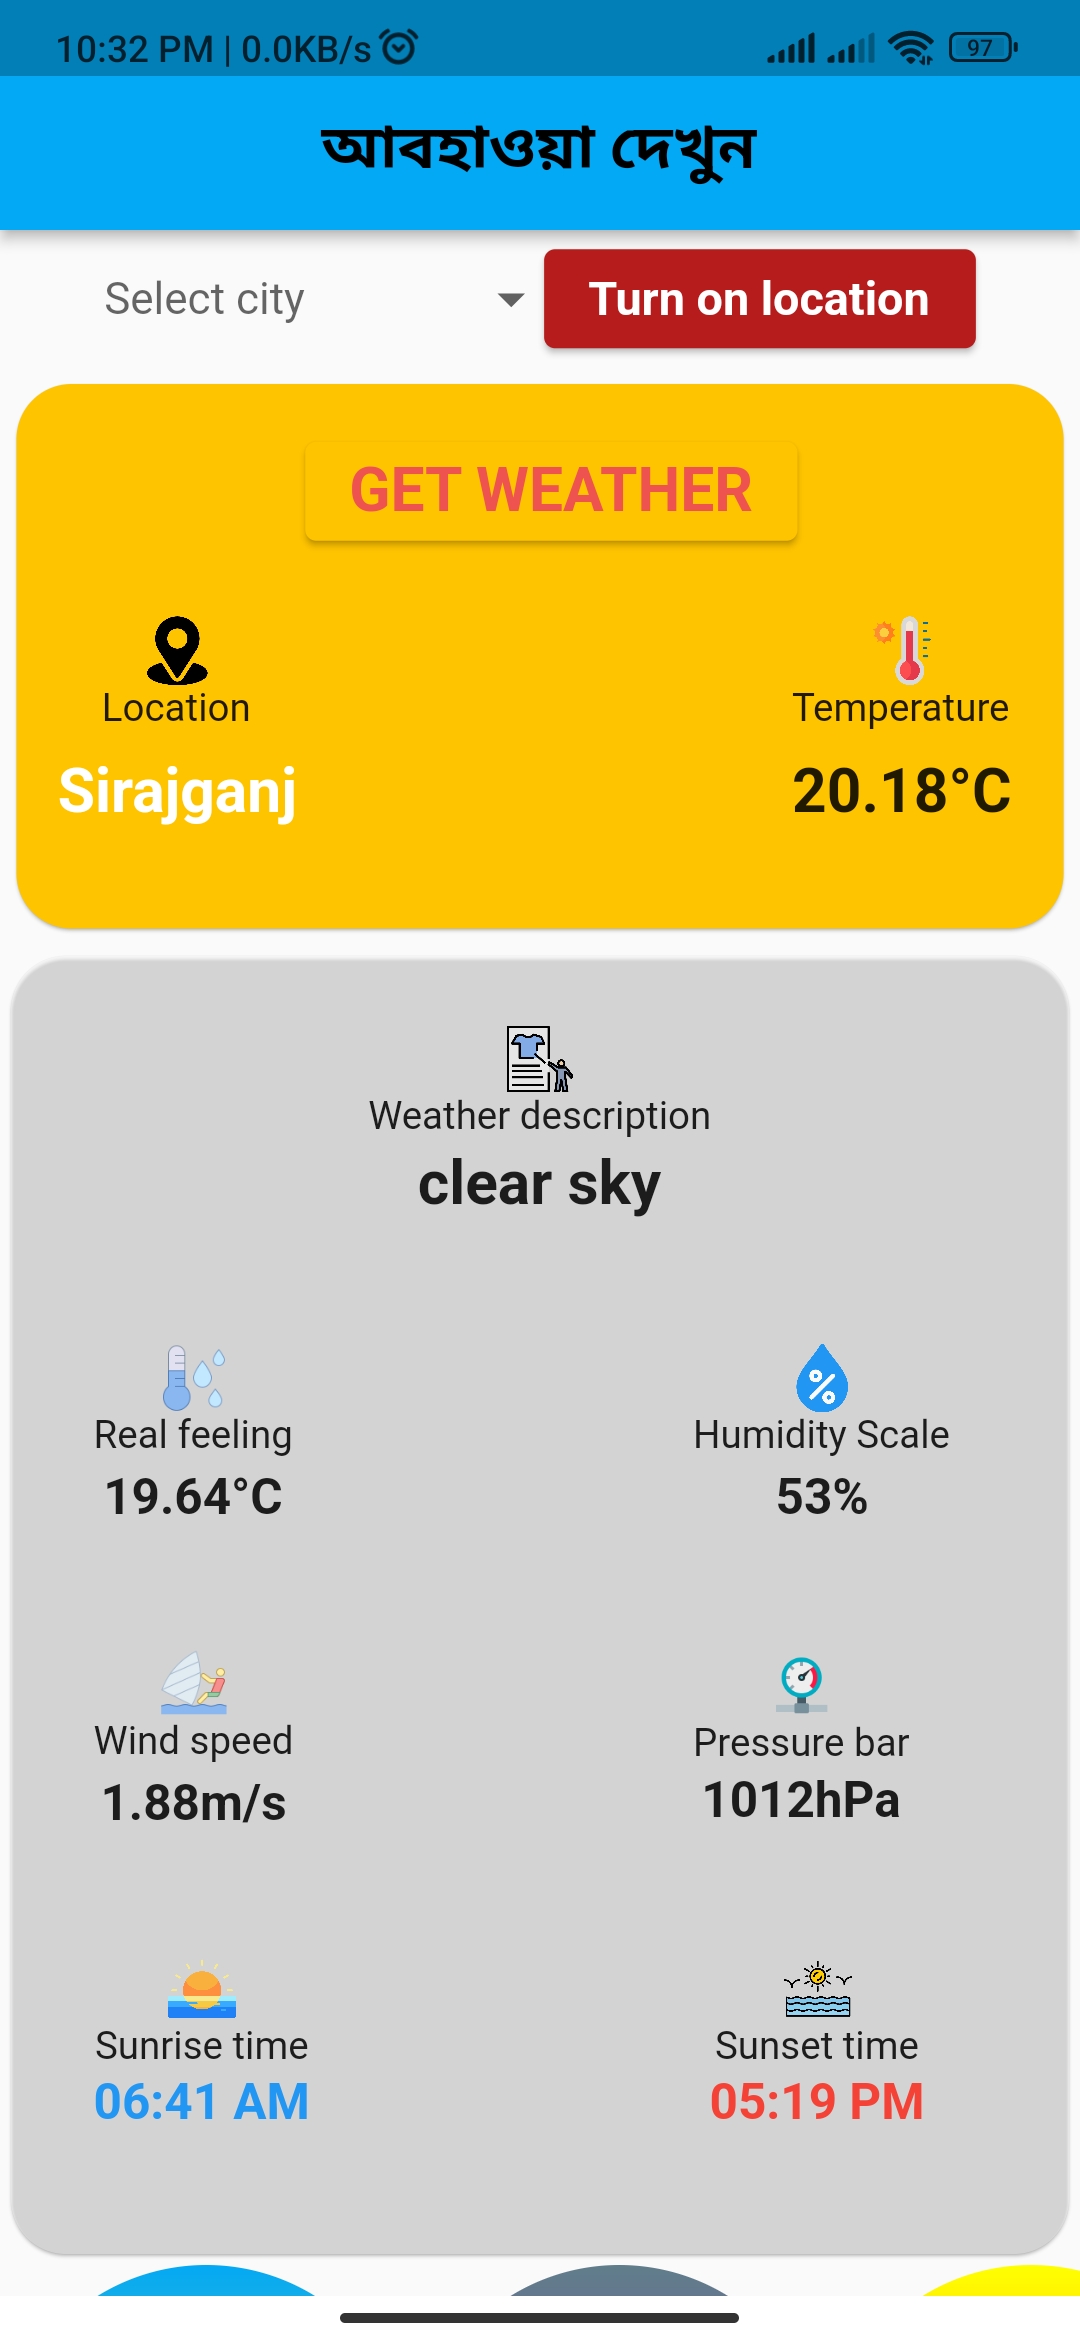 10:32 PM | 0.0KB/s
97
আবহাওয়া দেখুন
Select city
Turn on location
GET WEATHER
Location
Temperature
Sirajganj
20.18°C
Weather description
clear sky
Real feeling
Humidity Scale
19.64°C
53%
Wind speed
Pressure bar
1.88m/s
1012hPa
Sunrise time
Sunset time
06:41 AM
05:19 PM